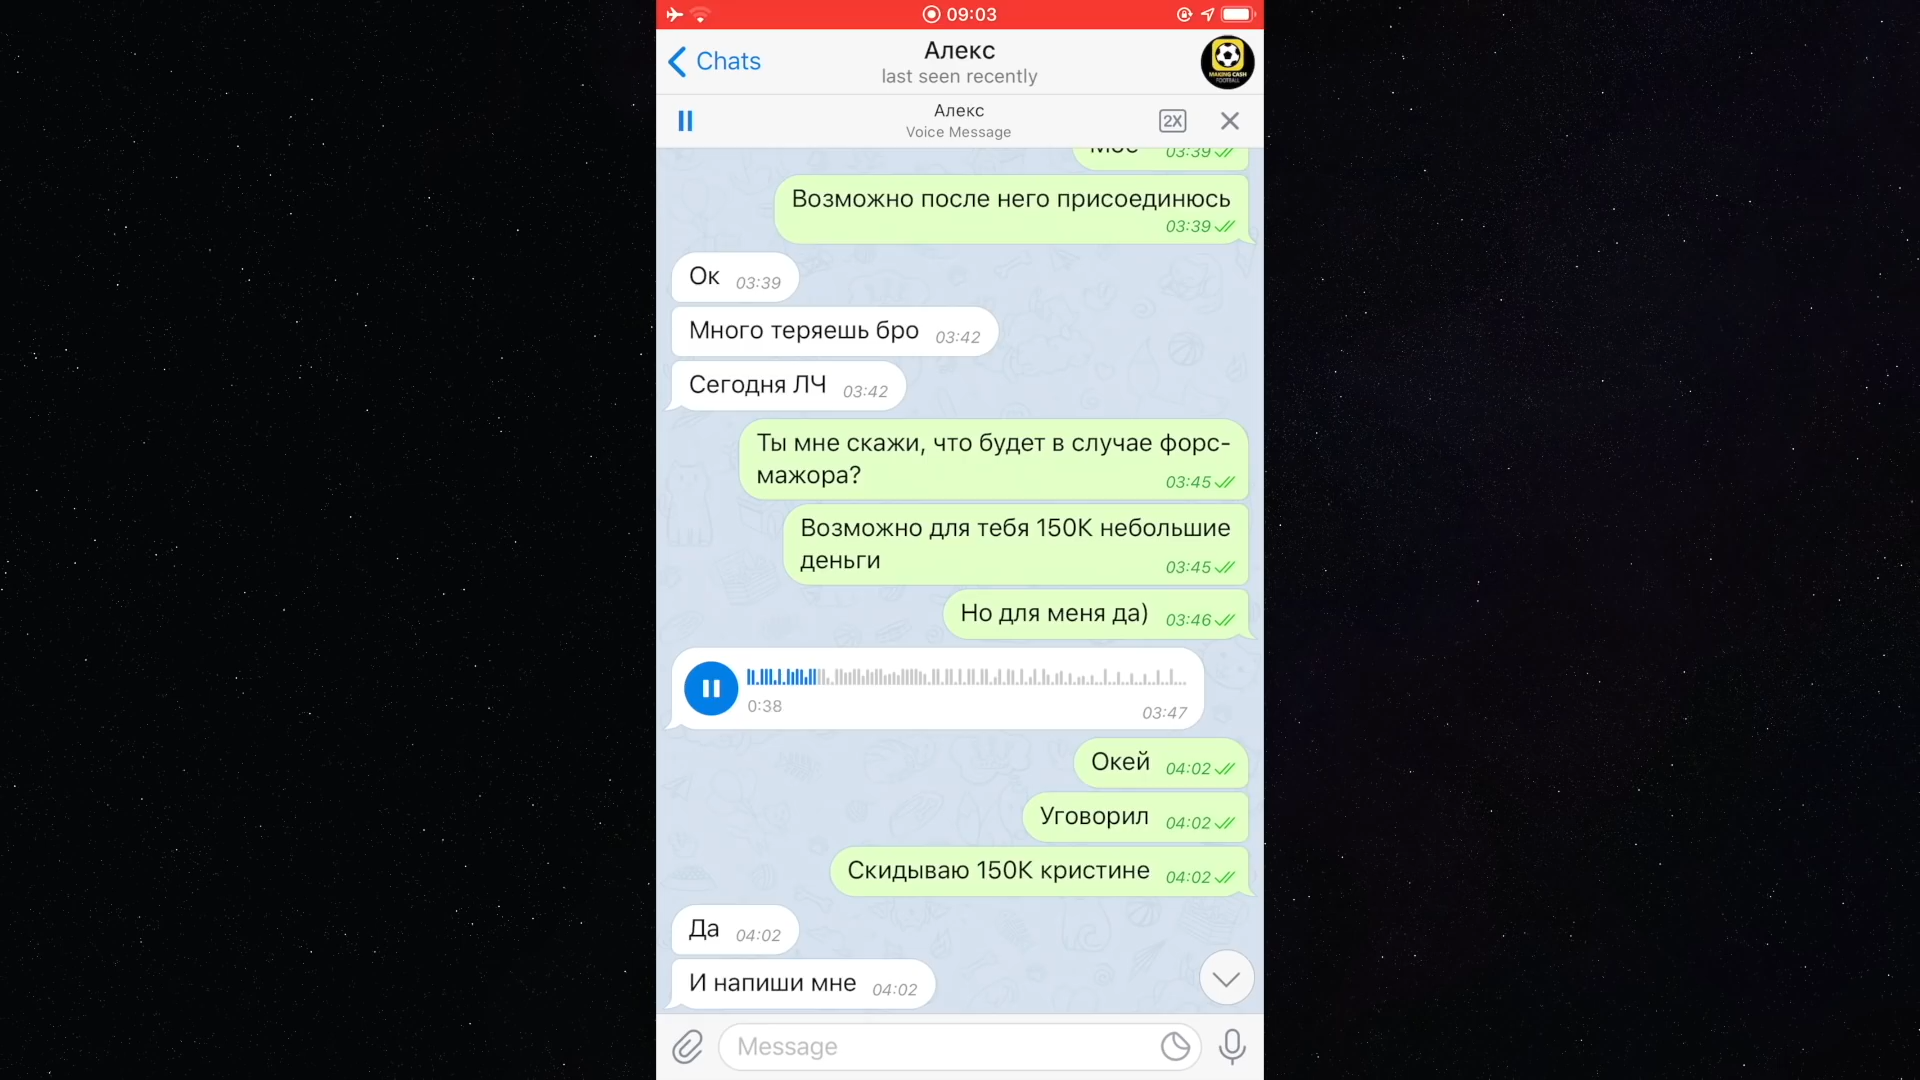 09:03
Chats
Алекс
last seen recently
MAKING CASH
FOOTBALL
Алекс
Voice Message
2X
03:39
Возможно после него присоединюсь
03:39
Ок 03:39
Много теряешь бро 03:42
Сегодня ЛЧ 03:42
Ты мне скажи, что будет в случае форс-
мажора? 03:45
Возможно для тебя 150К небольшие
деньги 03:45
Но для меня да) 03:46
0:38 03:47
Окей 04:02
Уговорил 04:02
Скидываю 150К кристине 04:02
Да 04:02
И напиши мне 04:02
Message